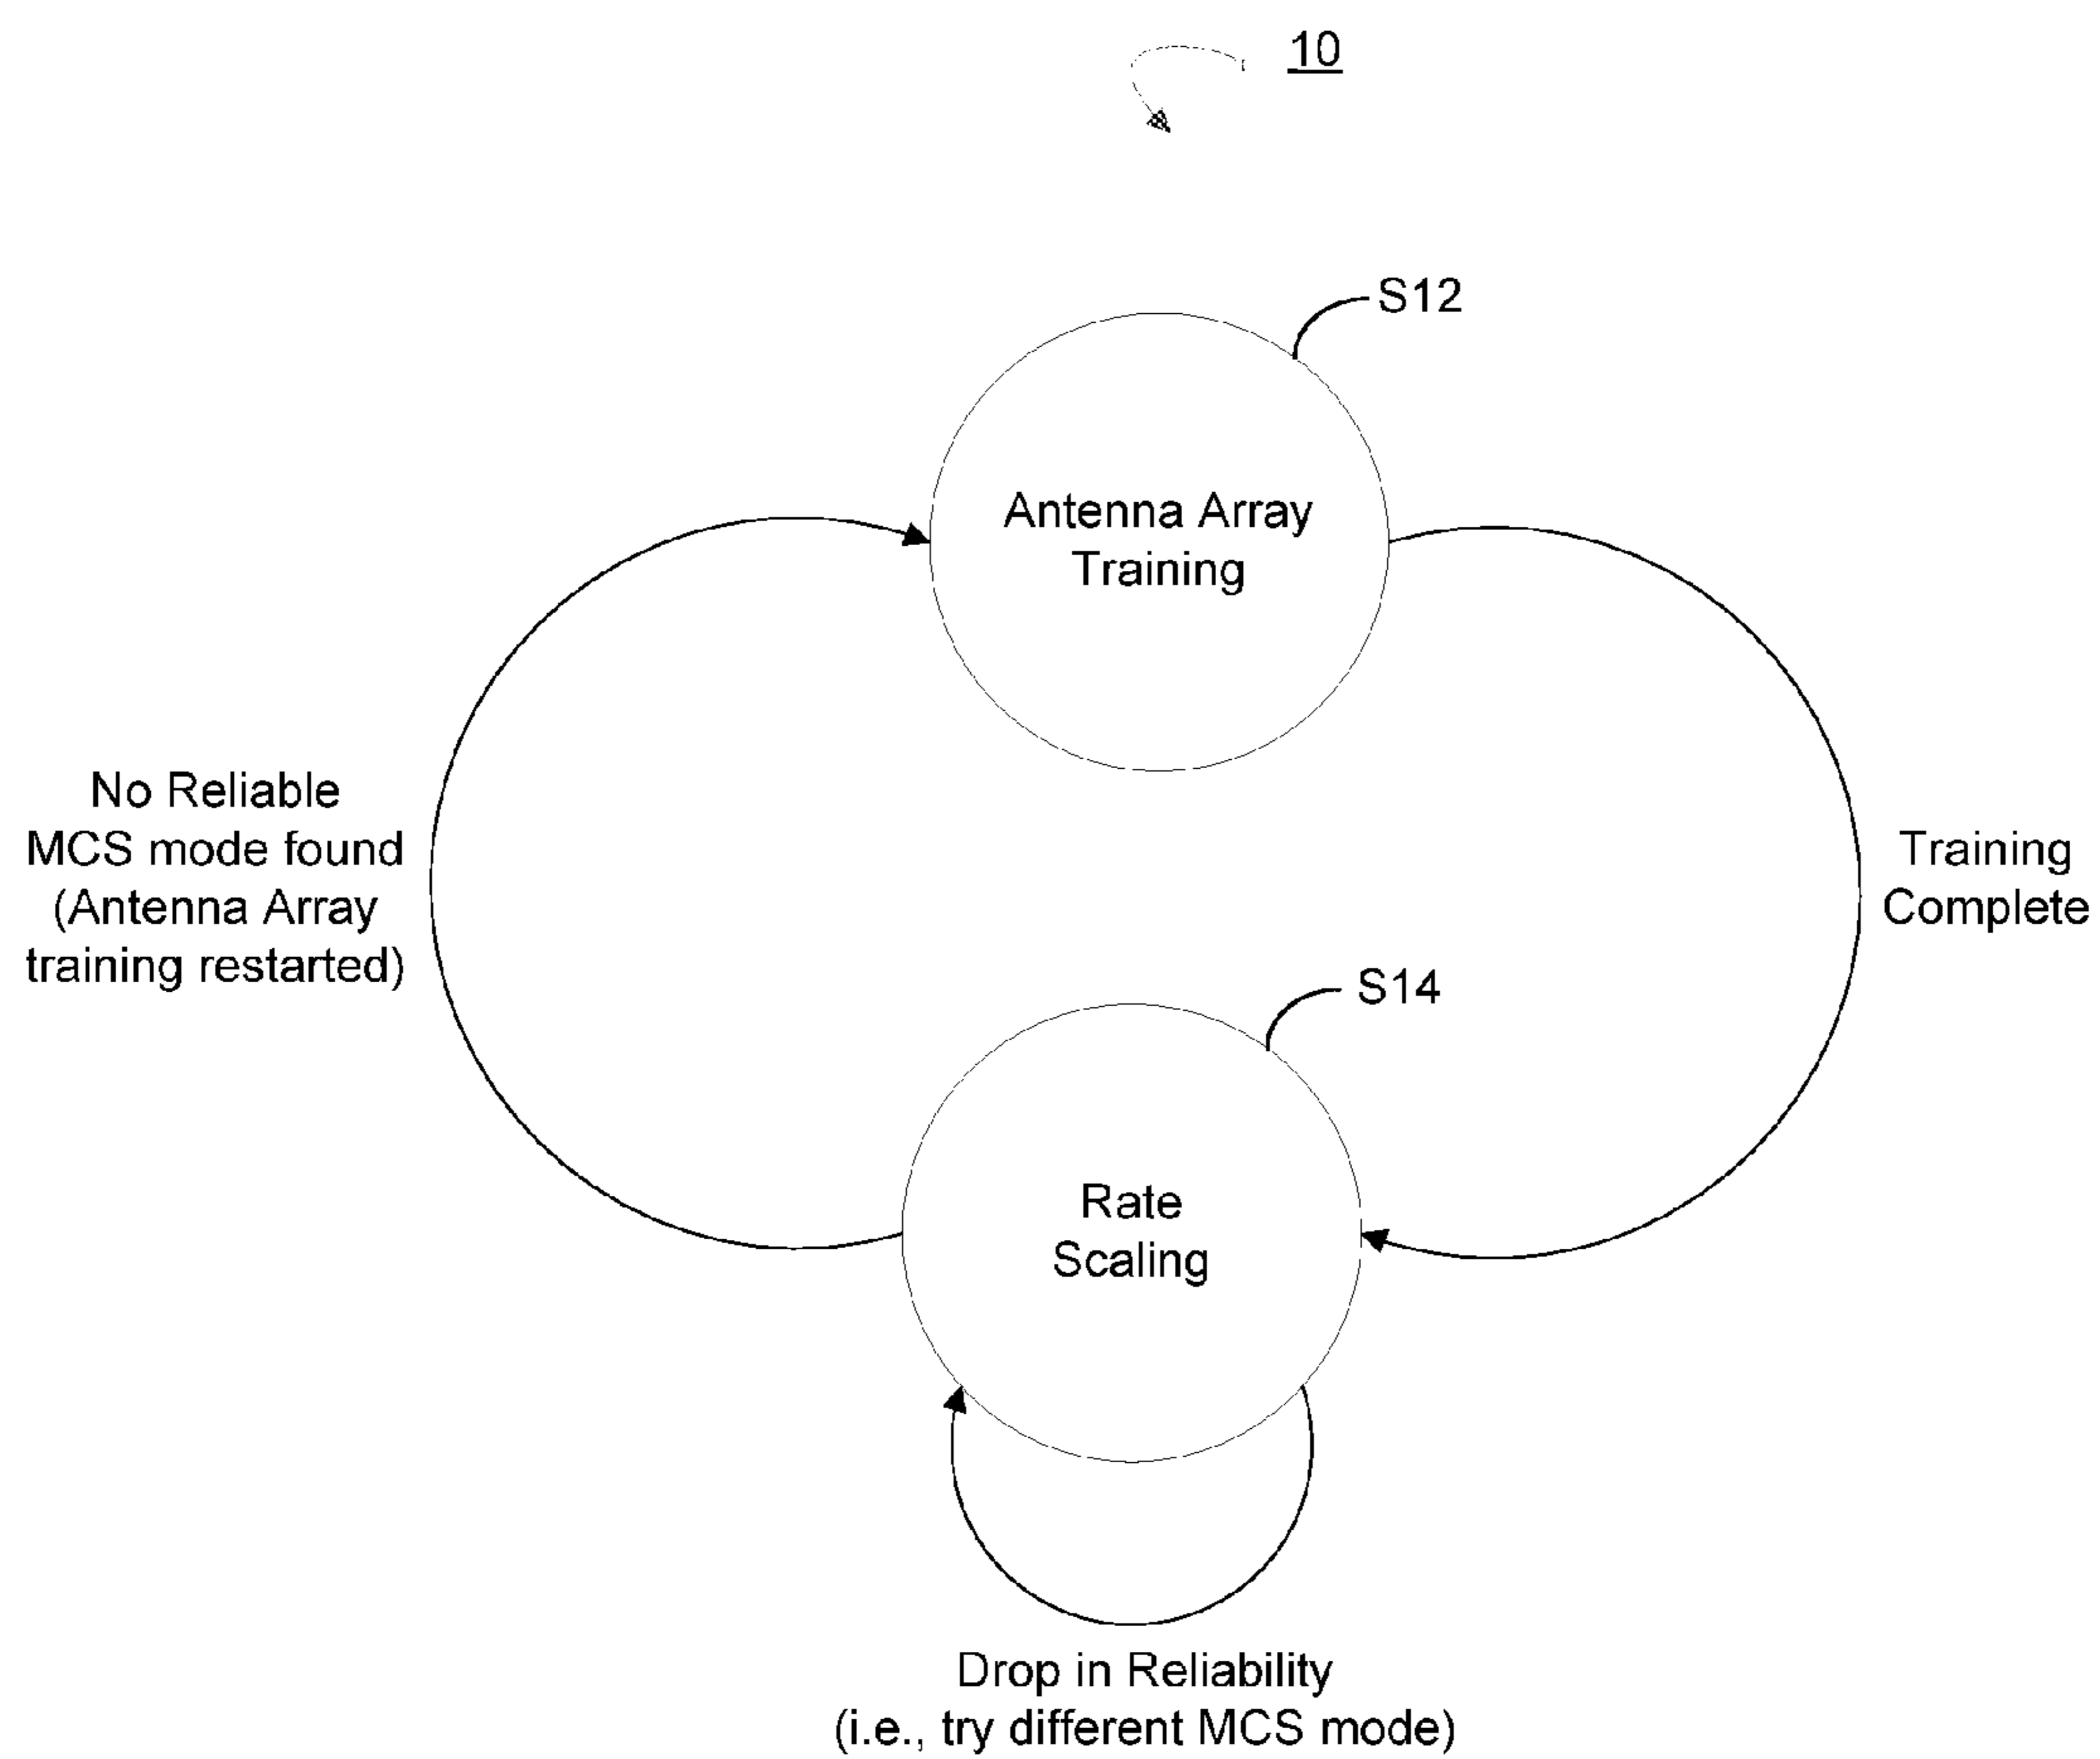 10
S12
Antenna Array
Training
No Reliable
MCS mode found
(Antenna Array
training restarted)
Training
Complete
S14
Rate
Scaling
Drop in Reliability
(i.e., try different MCS mode)